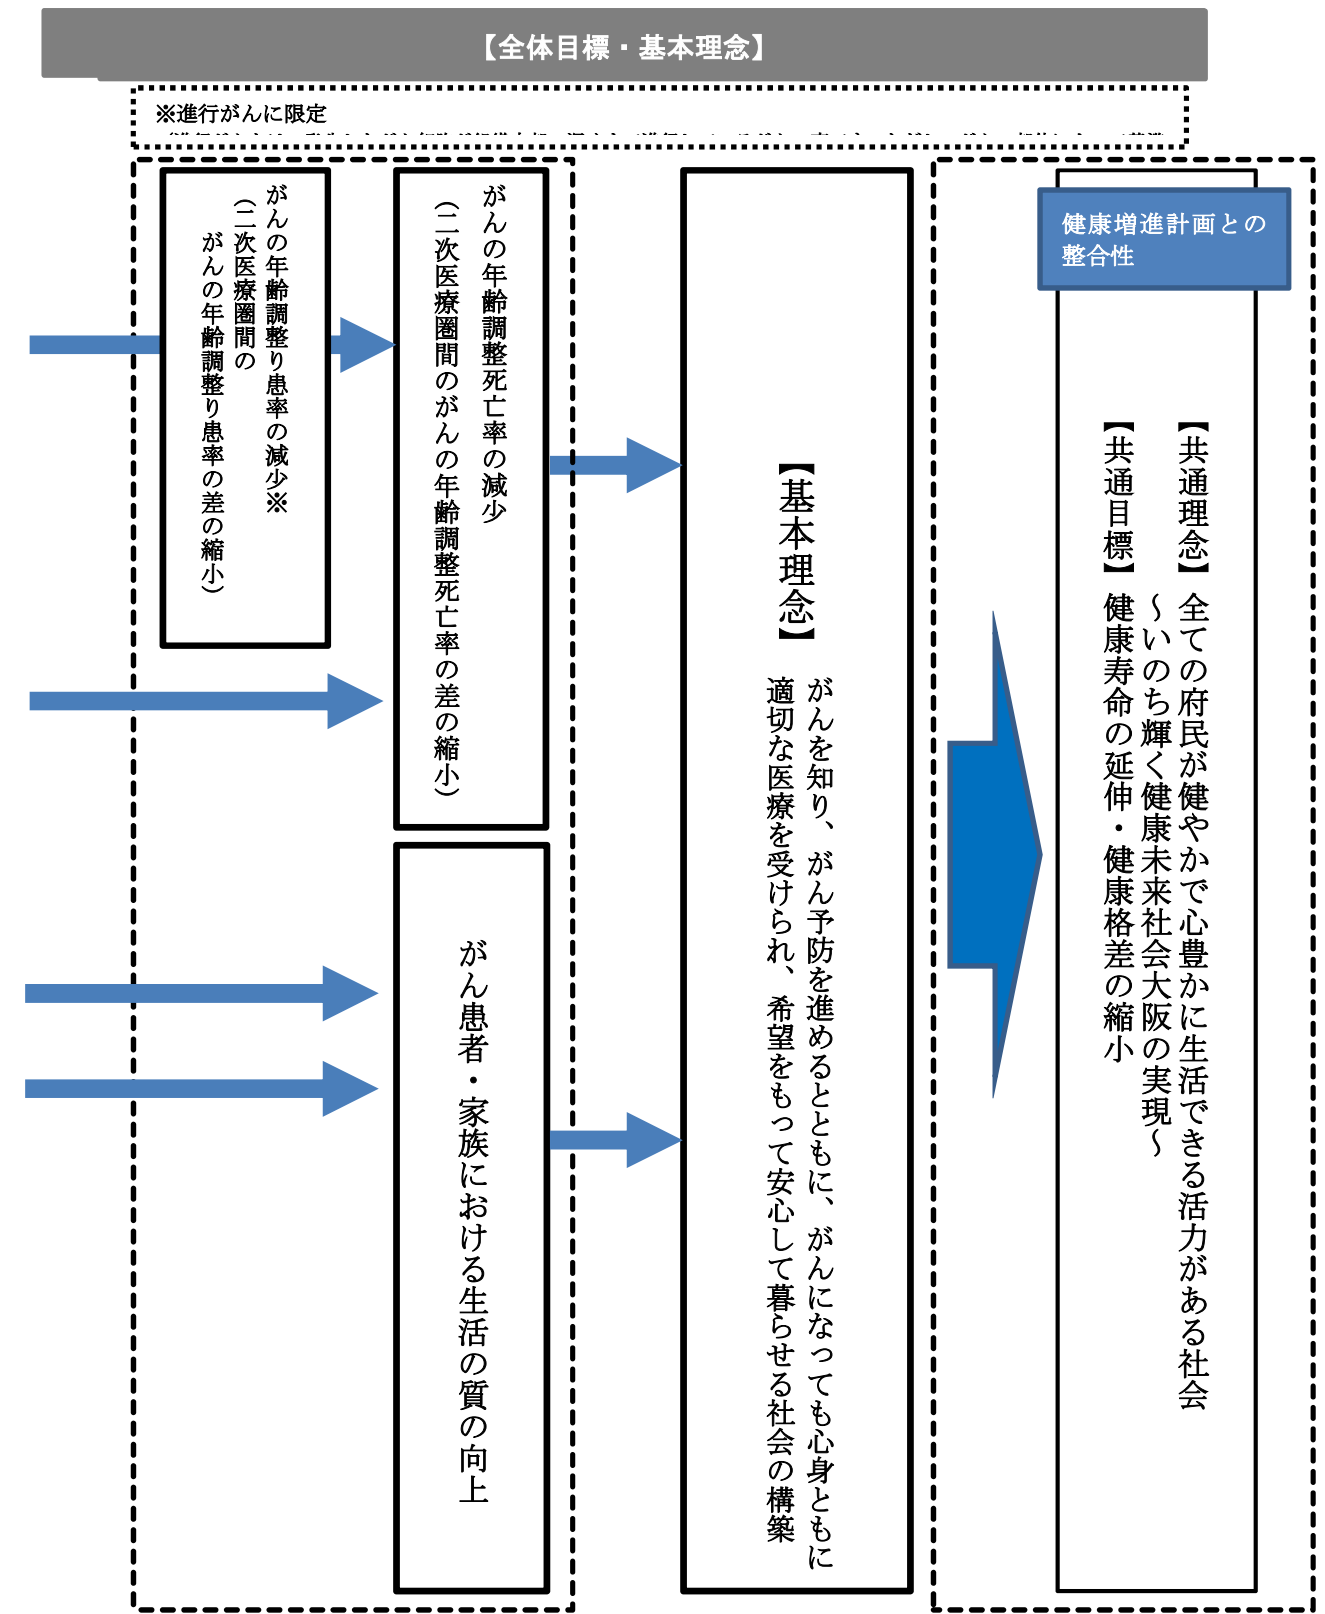 【全体目標・基本理念】
※進行がんに限定
がんの年齢調整り患率の減少※
（二次医療圏間の
がんの年齢調整り患率の差の縮小）
がんの年齢調整死亡率の減少
（二次医療圏間のがんの年齢調整死亡率の差の縮小）
がん患者・家族における生活の質の向上
【基本理念】
がんを知り、がん予防を進めるとともに、がんになっても心身ともに
適切な医療を受けられ、希望をもって安心して暮らせる社会の構築
健康増進計画との
整合性
【共通理念】全ての府民が健やかで心豊かに生活できる活力がある社会
～いのち輝く健康未来社会大阪の実現～
【共通目標】健康寿命の延伸・健康格差の縮小